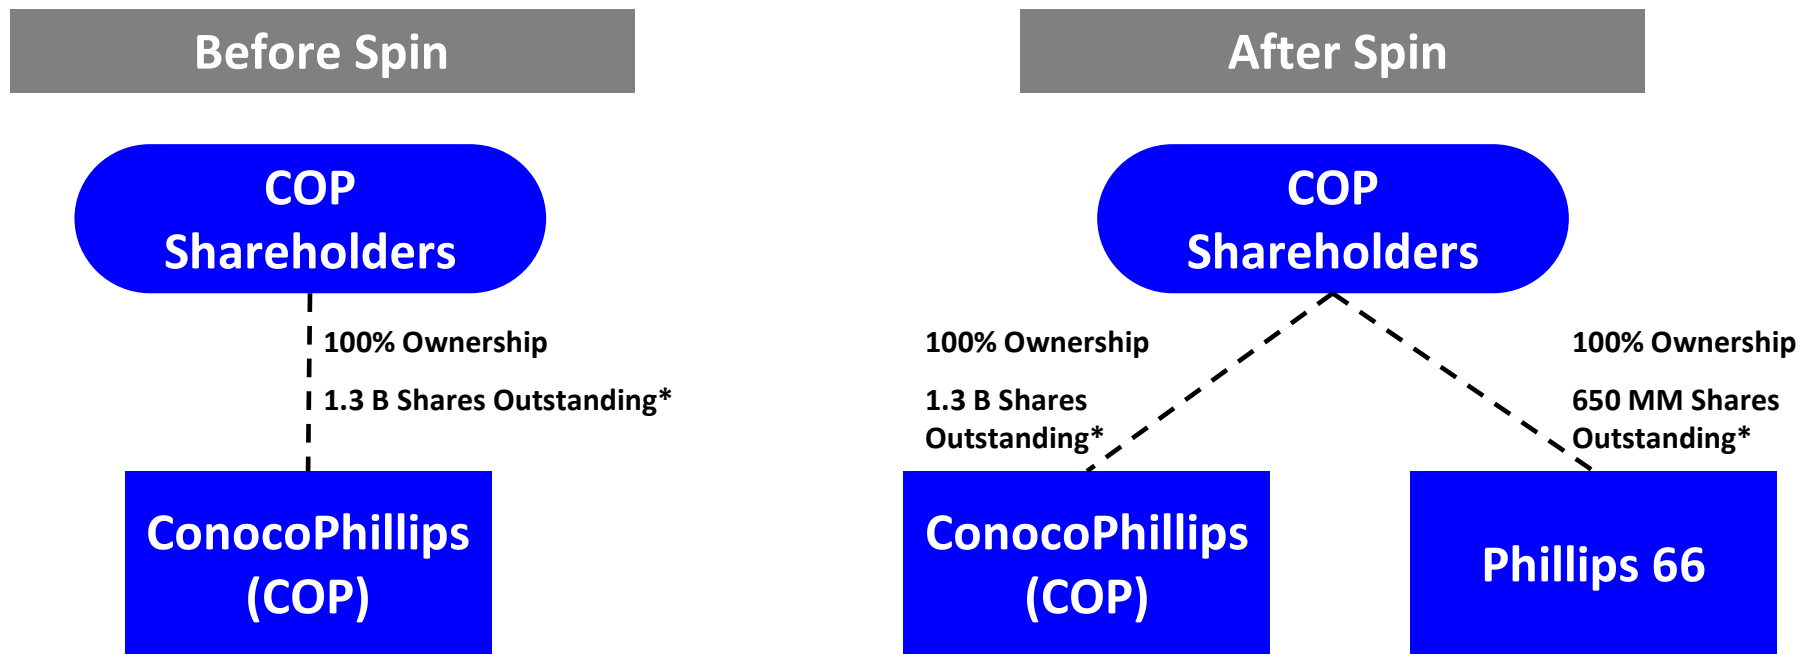 Before Spin
COP
Shareholders
100% Ownership
1.3 B Shares Outstanding*
ConocoPhillips
(COP)
After Spin
COP
Shareholders
100% Ownership
1.3 B Shares
Outstanding*
100% Ownership
650 MM Shares
Outstanding*
ConocoPhillips
(COP)
Phillips 66